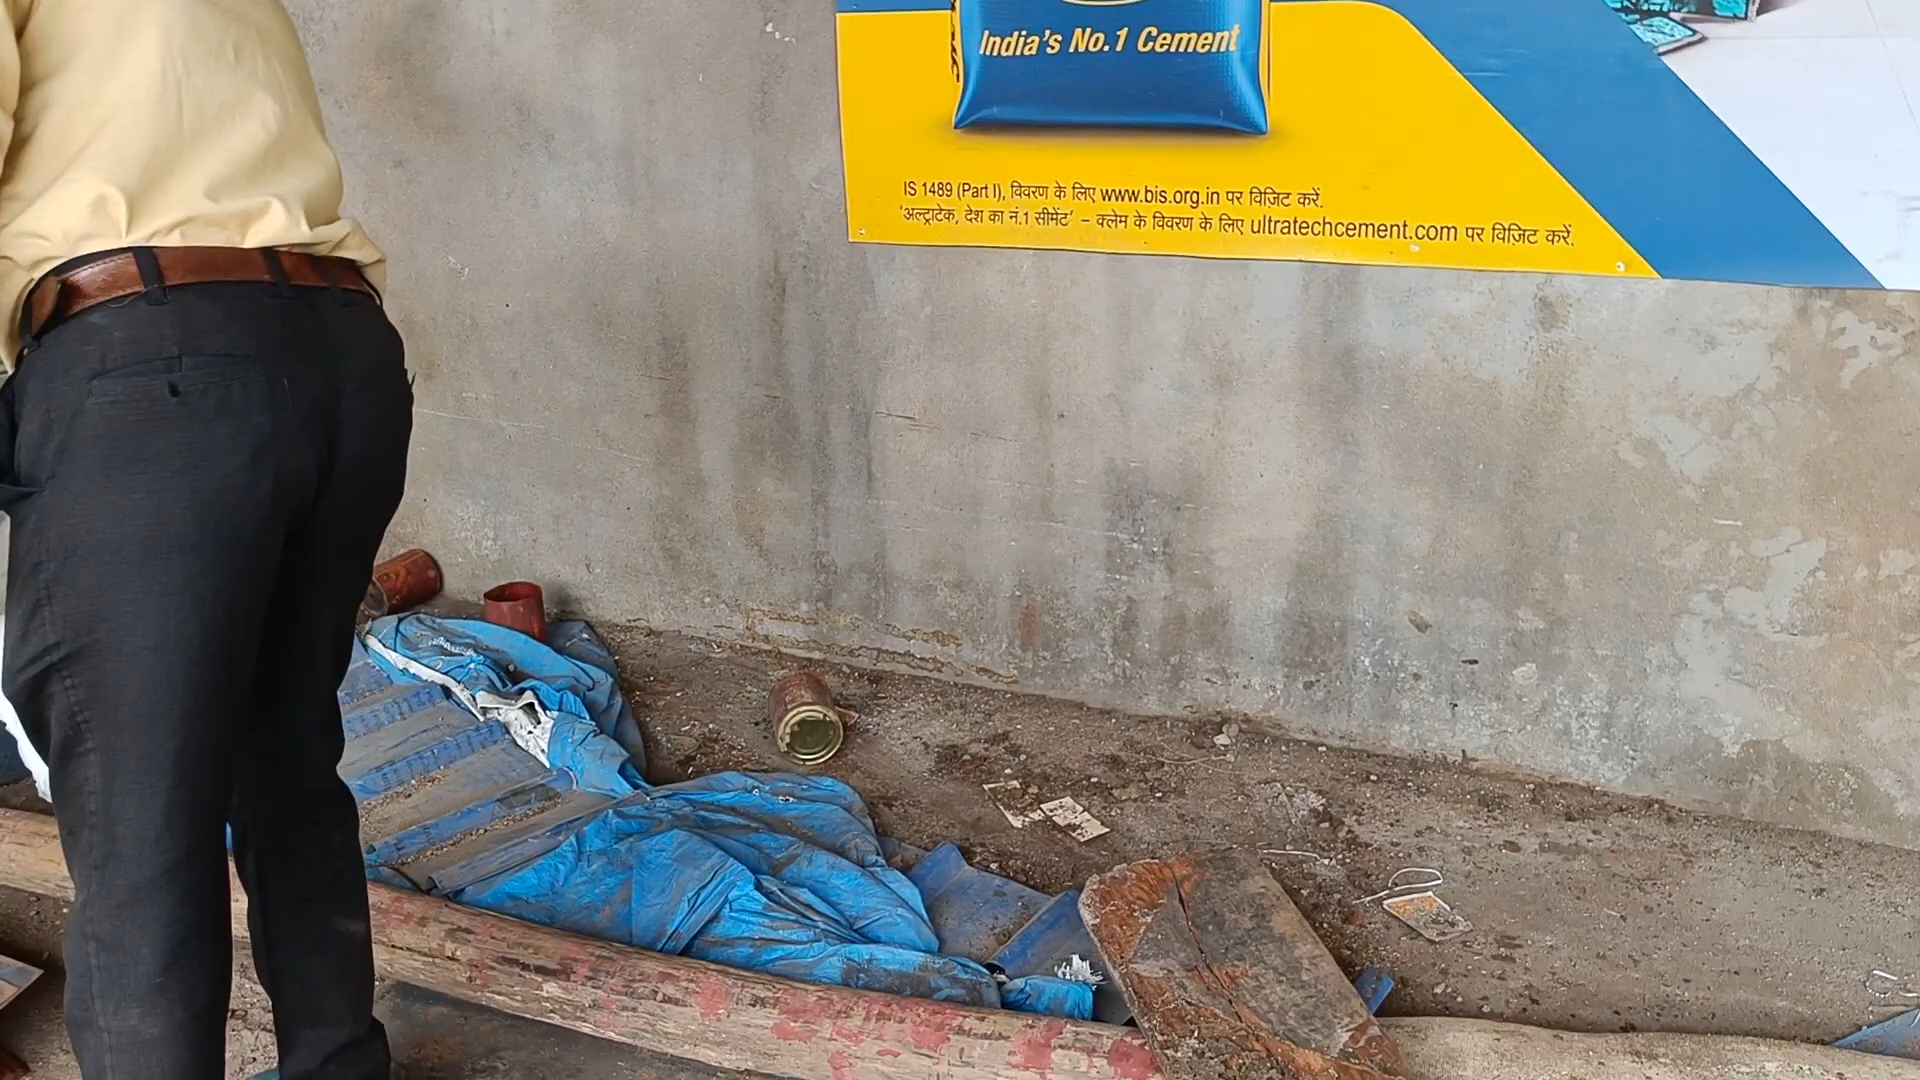 India's No.1 Cement
IS 1489 (Part I), विवरण के लिए www.bis.org.in पर विज़िट करें.
'अल्ट्राटेक, देश का नं.1 सीमेंट' – क्लेम के विवरण के लिए ultratechcement.com पर विज़िट करें.